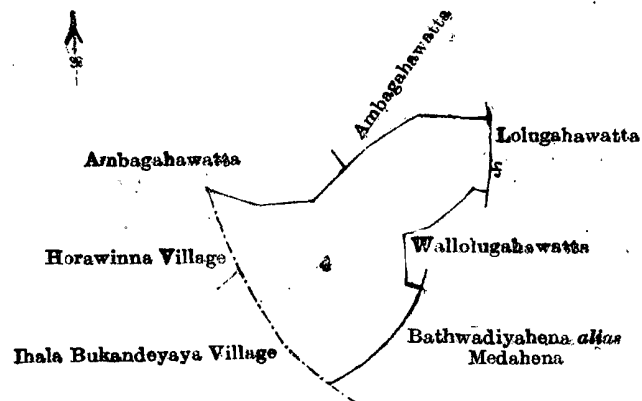 Ambagahawatta
Ambagahawatta
Lolugahawatta
Horawinna Village
Wallolugahawatta
Ihala Bukandeyaya Village
Bathwadiyahena alias
Medahena